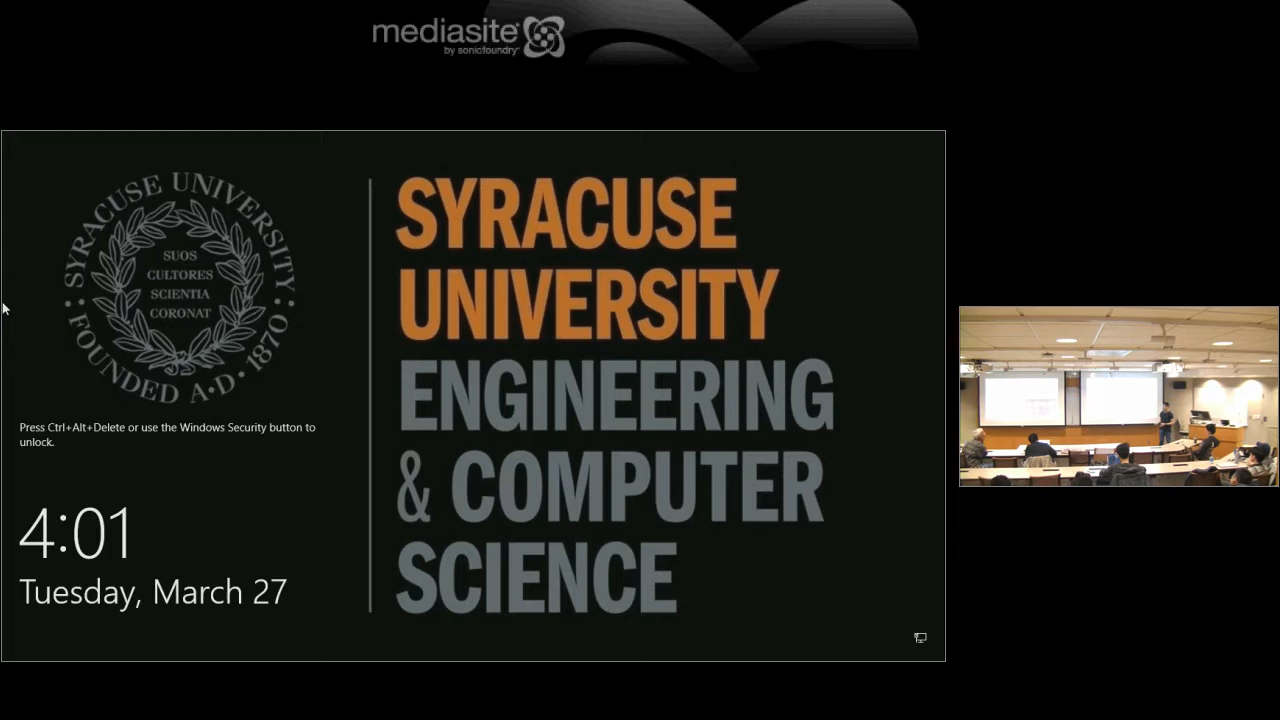 mediasite
by sonicfoundry
SYRACUSE UNIVERSITY
FOUNDED A·D·1870
SUOS
CULTORES
SCIENTIA
CORONAT
SYRACUSE
UNIVERSITY
ENGINEERING
& COMPUTER
SCIENCE
Press Ctrl+Alt+Delete or use the Windows Security button to
unlock.
4:01
Tuesday, March 27